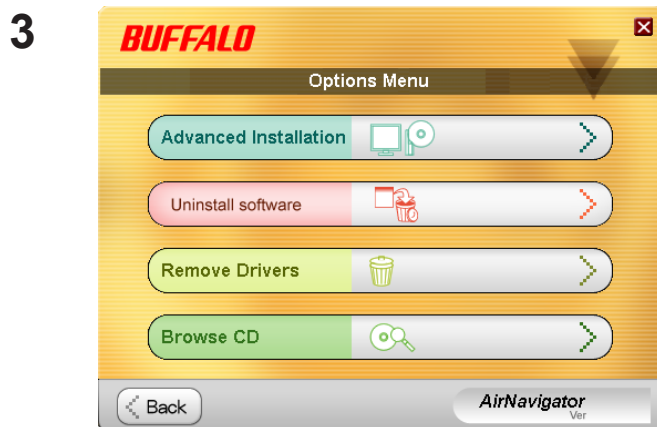 3
BUFFALO
Options Menu
Advanced Installation
Uninstall software
Remove Drivers
Browse CD
Back
AirNavigator
Ver